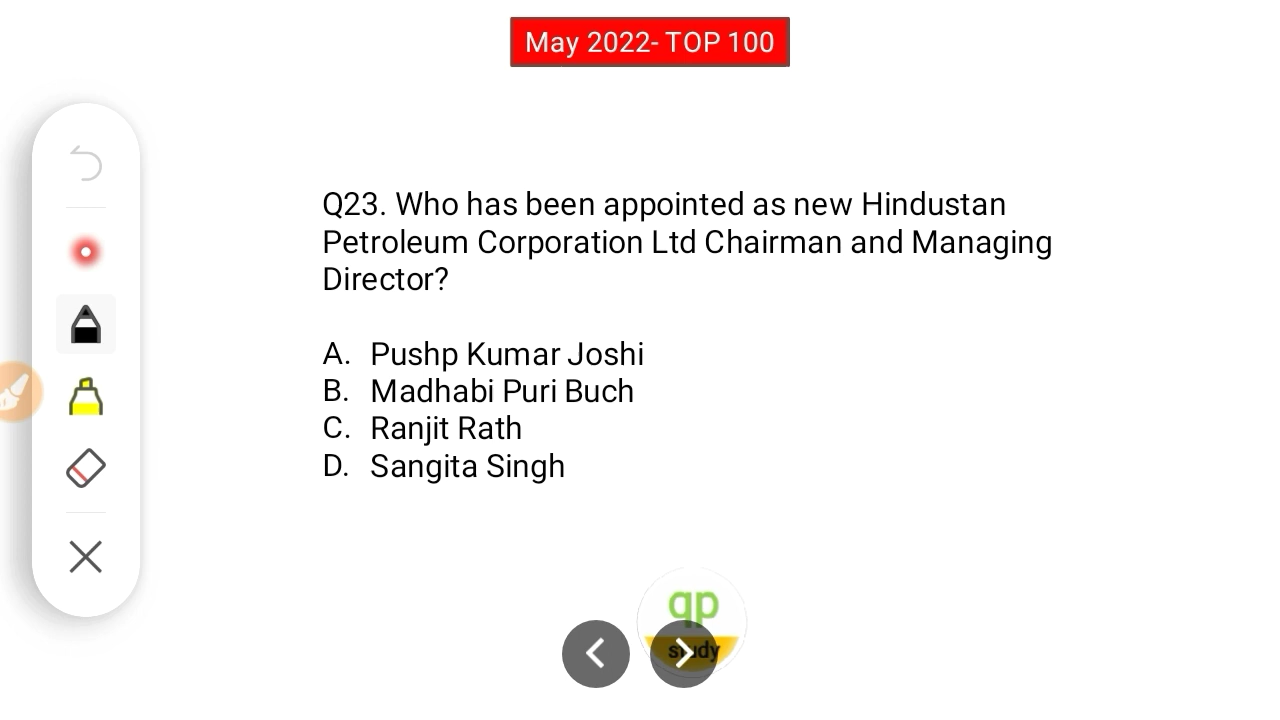 May 2022- TOP 100
Q23. Who has been appointed as new Hindustan
Petroleum Corporation Ltd Chairman and Managing
Director?
A. Pushp Kumar Joshi
B. Madhabi Puri Buch
C. Ranjit Rath
D. Sangita Singh
qp
study